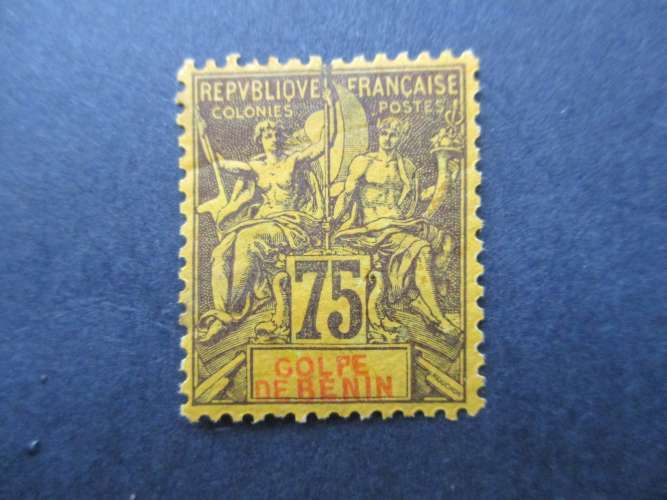 REPVBLIQVE FRANÇAISE
COLONIES POSTES
75
GOLFE
DE BENIN